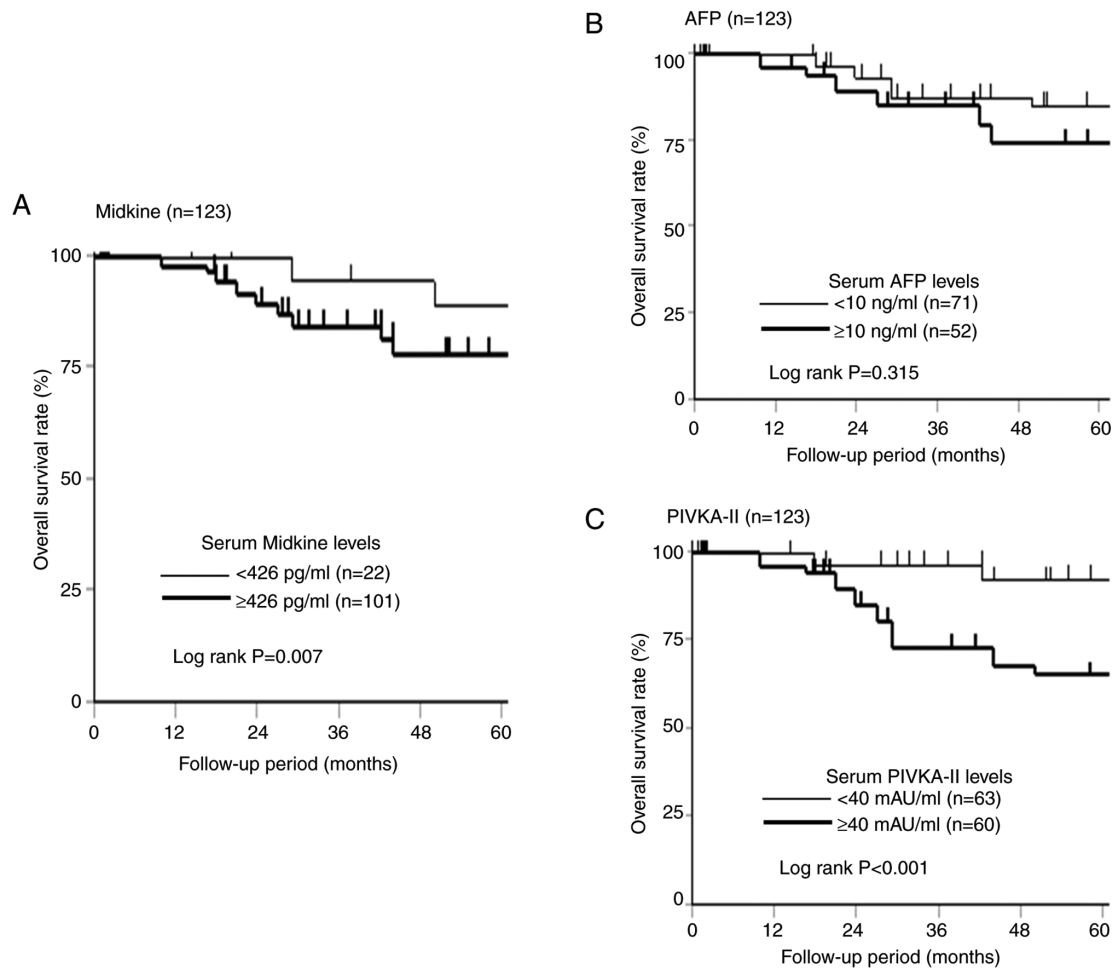 A
Midkine (n=123)
Overall survival rate (%)
100
75
50
25
0
Serum Midkine levels
<426 pg/ml (n=22)
≥426 pg/ml (n=101)
Log rank P=0.007
0 12 24 36 48 60
Follow-up period (months)
B
AFP (n=123)
Overall survival rate (%)
100
75
50
25
0
Serum AFP levels
<10 ng/ml (n=71)
≥10 ng/ml (n=52)
Log rank P=0.315
0 12 24 36 48 60
Follow-up period (months)
C
PIVKA-II (n=123)
Overall survival rate (%)
100
75
50
25
0
Serum PIVKA-II levels
<40 mAU/ml (n=63)
≥40 mAU/ml (n=60)
Log rank P<0.001
0 12 24 36 48 60
Follow-up period (months)